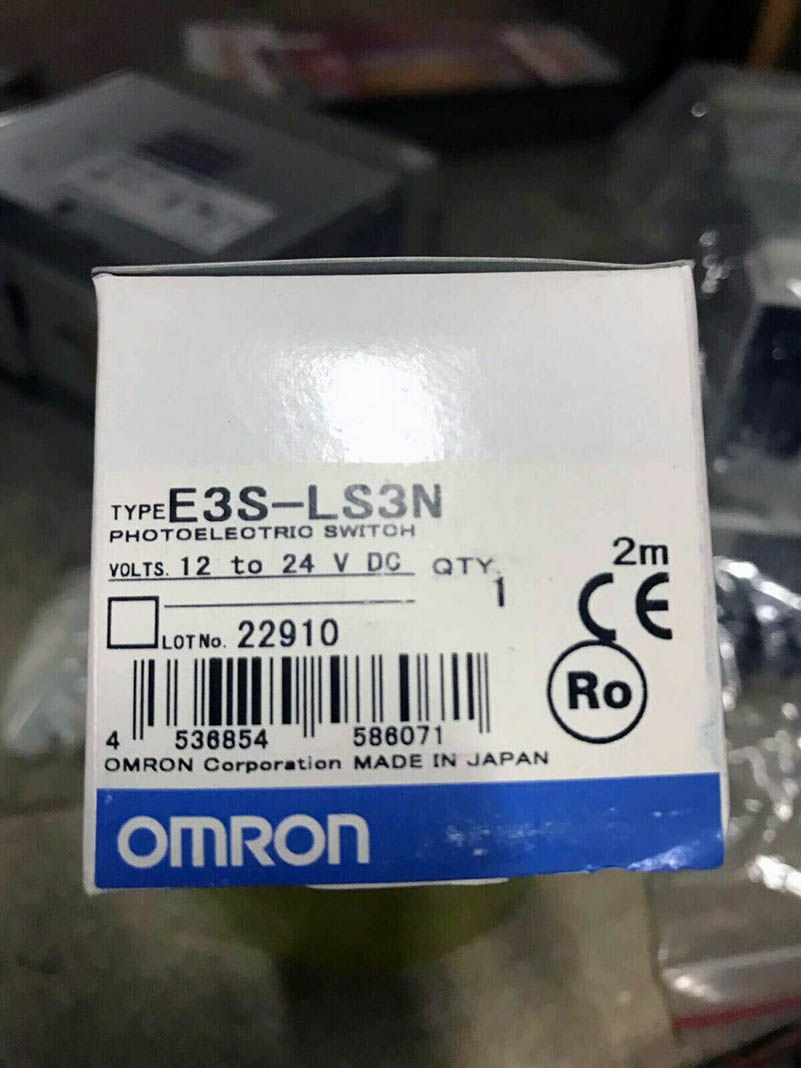 TYPE E3S-LS3N
PHOTOELECTRIC SWITCH
VOLTS. 12 to 24 V DC QTY.
1
2m
CE
LOT No. 22910
Ro
4 536854 586071
OMRON Corporation MADE IN JAPAN
OMRON